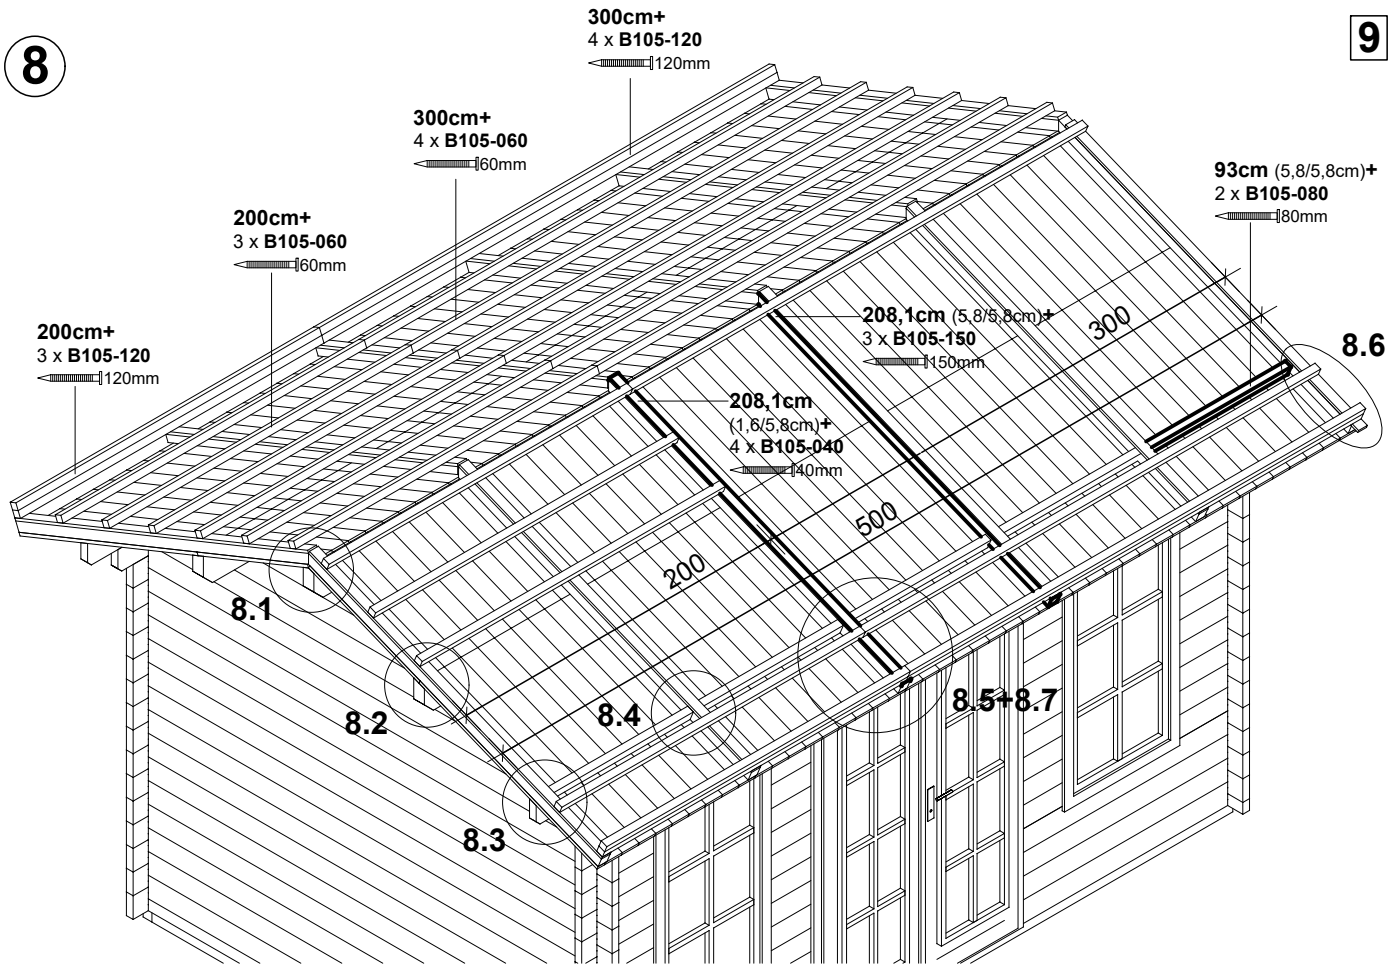 8
300cm+
4 x B105-120
120mm
9
300cm+
4 x B105-060
60mm
93cm (5,8/5,8cm)+
2 x B105-080
80mm
200cm+
3 x B105-060
60mm
200cm+
3 x B105-120
120mm
208,1cm (5,8/5,8cm)+
3 x B105-150
150mm
300
8.6
208,1cm
(1,6/5,8cm)+
4 x B105-040
40mm
500
200
8.1
8.2
8.4
8.5+8.7
8.3